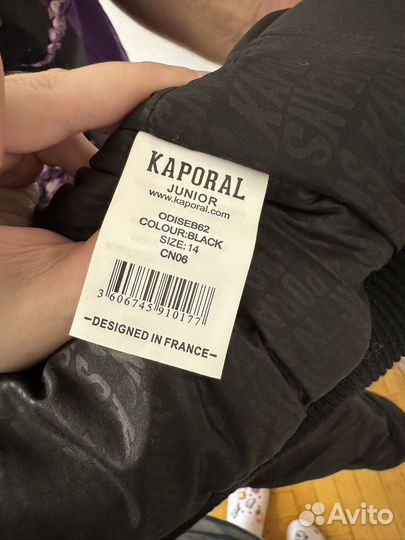 KAPORAL
JUNIOR
www.kaporal.com
ODISEB62
COLOUR:BLACK
SIZE:14
CN06
3 606745 910177
—DESIGNED IN FRANCE—
Avito